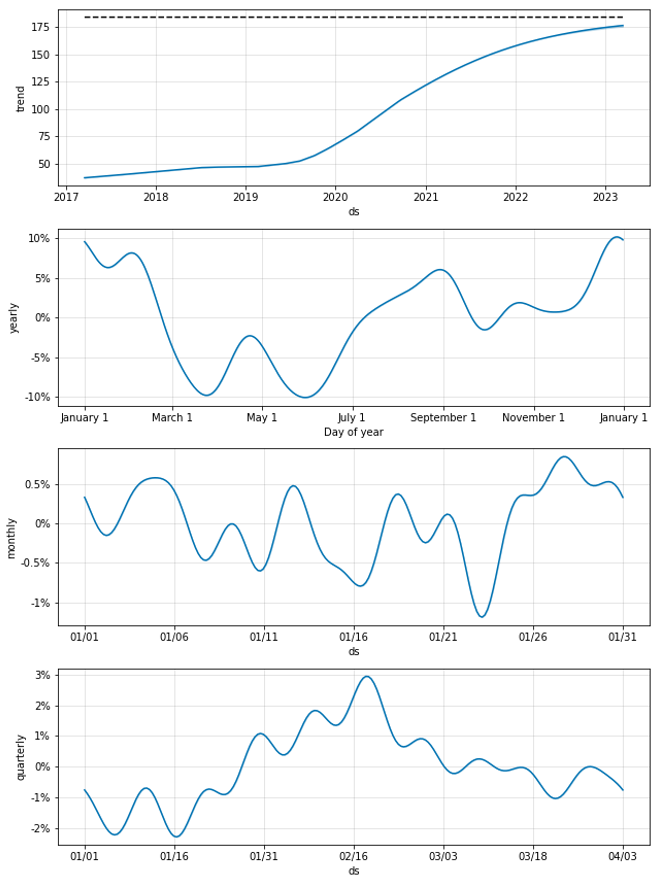 175
150
125
100
75
50
trend
2017 2018 2019 2020 2021 2022 2023
ds
10%
5%
0%
-5%
-10%
yearly
January 1 March 1 May 1 July 1 September 1 November 1 January 1
Day of year
0.5%
0%
-0.5%
-1%
monthly
01/01 01/06 01/11 01/16 01/21 01/26 01/31
ds
3%
2%
1%
0%
-1%
-2%
quarterly
01/01 01/16 01/31 02/16 03/03 03/18 04/03
ds